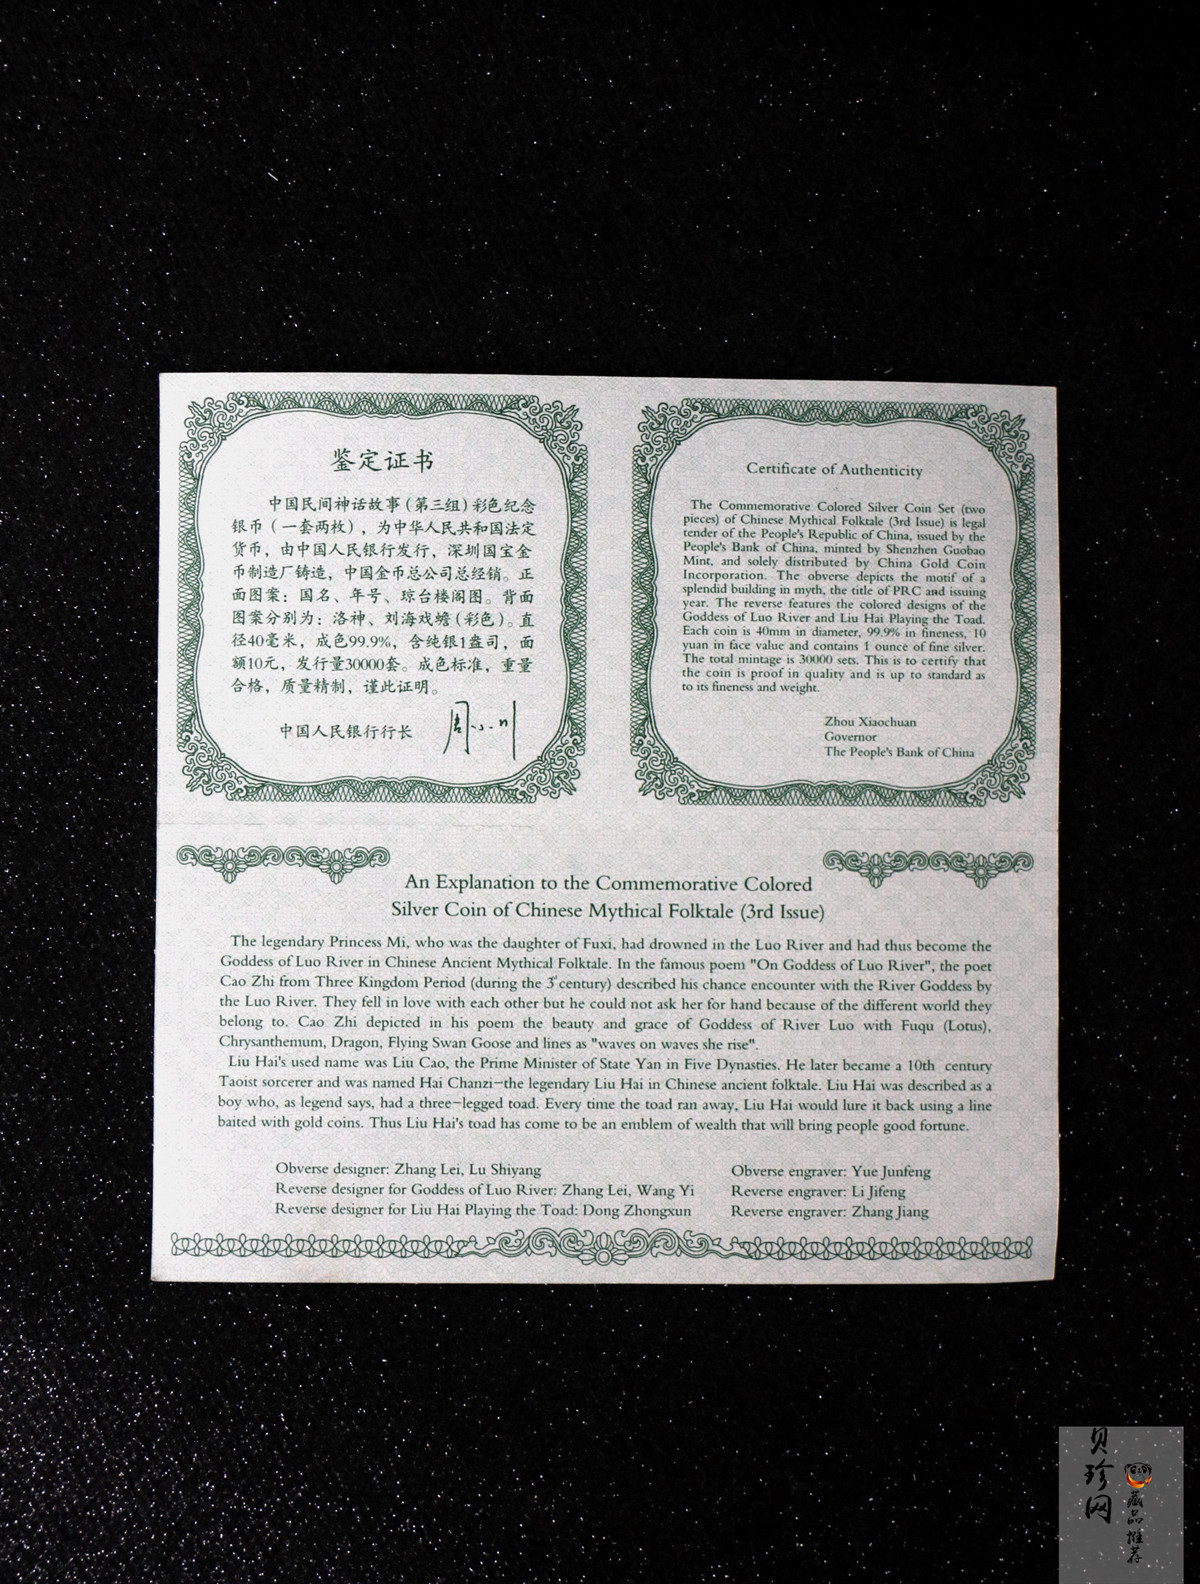 鉴定证书
中国民间神话故事(第三组)彩色纪念
银币(一套两枚)，为中华人民共和国法定
货币，由中国人民银行发行，深圳国宝金
币制造厂铸造，中国金币总公司总经销。正
面图案：国名、年号、琼台楼阁图。背面
图案分别为：洛神、刘海戏蟾(彩色)。直
径40毫米，成色99.9%，含纯银1盎司，面
额10元，发行量30000套。成色标准，重量
合格，质量精制，谨此证明。
中国人民银行行长 周小川
Certificate of Authenticity
The Commemorative Colored Silver Coin Set (two
pieces) of Chinese Mythical Folktale (3rd Issue) is legal
tender of the People's Republic of China, issued by the
People's Bank of China, minted by Shenzhen Guobao
Mint, and solely distributed by China Gold Coin
Incorporation. The obverse depicts the motif of a
splendid building in myth, the title of PRC and issuing
year. The reverse features the colored designs of the
Goddess of Luo River and Liu Hai Playing the Toad.
Each coin is 40mm in diameter, 99.9% in fineness, 10
yuan in face value and contains 1 ounce of fine silver.
The total mintage is 30000 sets. This is to certify that
the coin is proof in quality and is up to standard as
to its fineness and weight.
Zhou Xiaochuan
Governor
The People's Bank of China
An Explanation to the Commemorative Colored
Silver Coin of Chinese Mythical Folktale (3rd Issue)
The legendary Princess Mi, who was the daughter of Fuxi, had drowned in the Luo River and had thus become the
Goddess of Luo River in Chinese Ancient Mythical Folktale. In the famous poem "On Goddess of Luo River", the poet
Cao Zhi from Three Kingdom Period (during the 3rd century) described his chance encounter with the River Goddess by
the Luo River. They fell in love with each other but he could not ask her for hand because of the different world they
belong to. Cao Zhi depicted in his poem the beauty and grace of Goddess of River Luo with Fuqu (Lotus),
Chrysanthemum, Dragon, Flying Swan Goose and lines as "waves on waves she rise".
Liu Hai's used name was Liu Cao, the Prime Minister of State Yan in Five Dynasties. He later became a 10th century
Taoist sorcerer and was named Hai Chanzi-the legendary Liu Hai in Chinese ancient folktale. Liu Hai was described as a
boy who, as legend says, had a three-legged toad. Every time the toad ran away, Liu Hai would lure it back using a line
baited with gold coins. Thus Liu Hai's toad has come to be an emblem of wealth that will bring people good fortune.
Obverse designer: Zhang Lei, Lu Shiyang
Reverse designer for Goddess of Luo River: Zhang Lei, Wang Yi
Reverse designer for Liu Hai Playing the Toad: Dong Zhongxun
Obverse engraver: Yue Junfeng
Reverse engraver: Li Jifeng
Reverse engraver: Zhang Jiang
贝珍网
藏品推荐